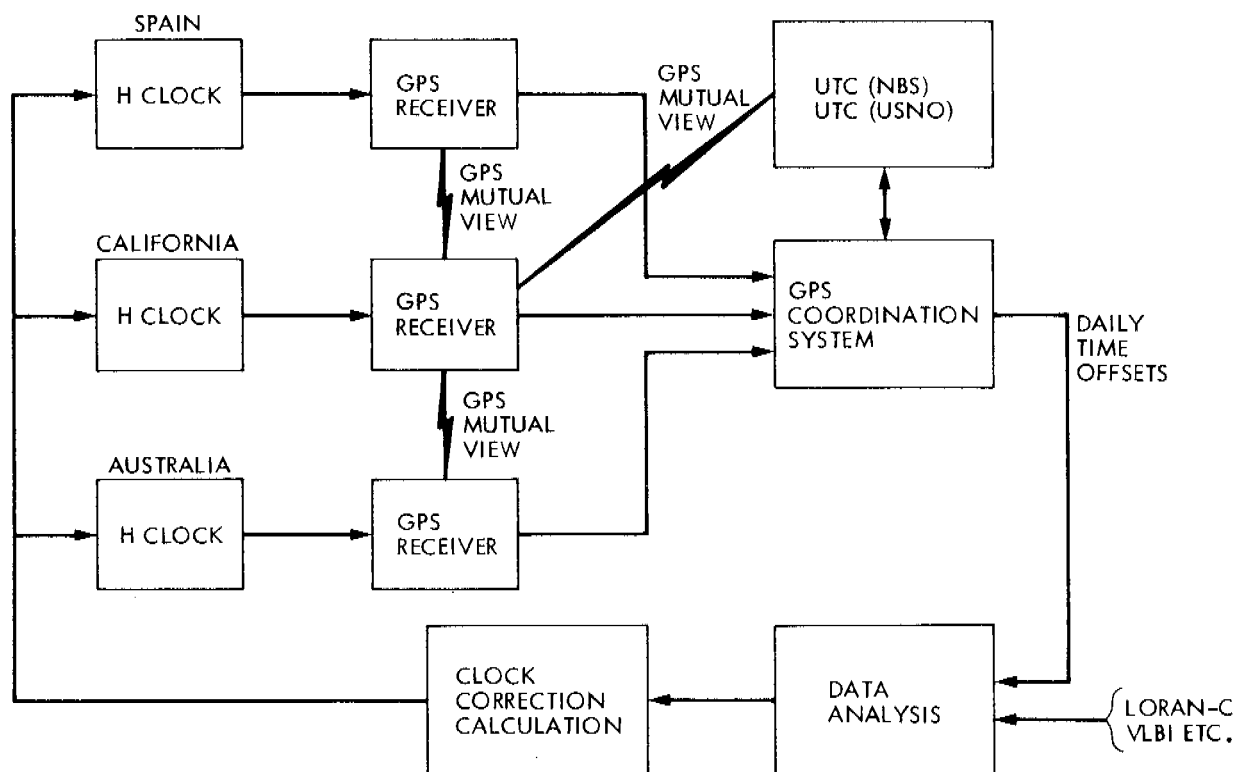 SPAIN
H CLOCK
GPS
RECEIVER
GPS
MUTUAL
VIEW
UTC (NBS)
UTC (USNO)
GPS
MUTUAL
VIEW
CALIFORNIA
H CLOCK
GPS
RECEIVER
GPS
COORDINATION
SYSTEM
DAILY
TIME
OFFSETS
GPS
MUTUAL
VIEW
AUSTRALIA
H CLOCK
GPS
RECEIVER
CLOCK
CORRECTION
CALCULATION
DATA
ANALYSIS
LORAN-C
VLBI ETC.